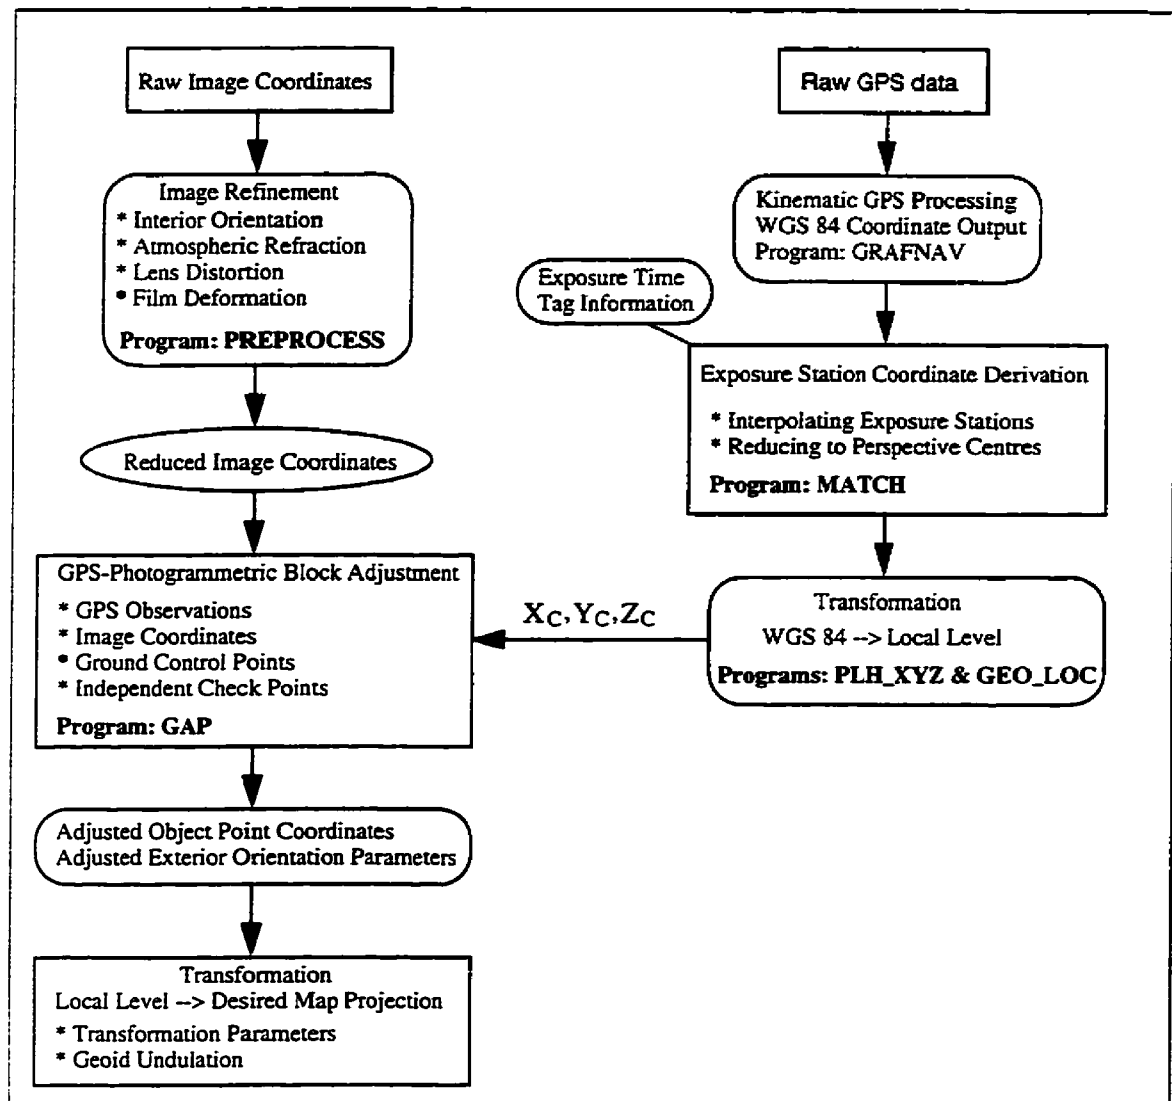 Raw Image Coordinates
Image Refinement
* Interior Orientation
* Atmospheric Refraction
* Lens Distortion
* Film Deformation
Program: PREPROCESS
Reduced Image Coordinates
GPS-Photogrammetric Block Adjustment
* GPS Observations
* Image Coordinates
* Ground Control Points
* Independent Check Points
Program: GAP
Adjusted Object Point Coordinates
Adjusted Exterior Orientation Parameters
Transformation
Local Level --> Desired Map Projection
* Transformation Parameters
* Geoid Undulation
Raw GPS data
Kinematic GPS Processing
WGS 84 Coordinate Output
Program: GRAFNAV
Exposure Time
Tag Information
Exposure Station Coordinate Derivation
* Interpolating Exposure Stations
* Reducing to Perspective Centres
Program: MATCH
Transformation
WGS 84 --> Local Level
Programs: PLH_XYZ & GEO_LOC
XC,YC,ZC